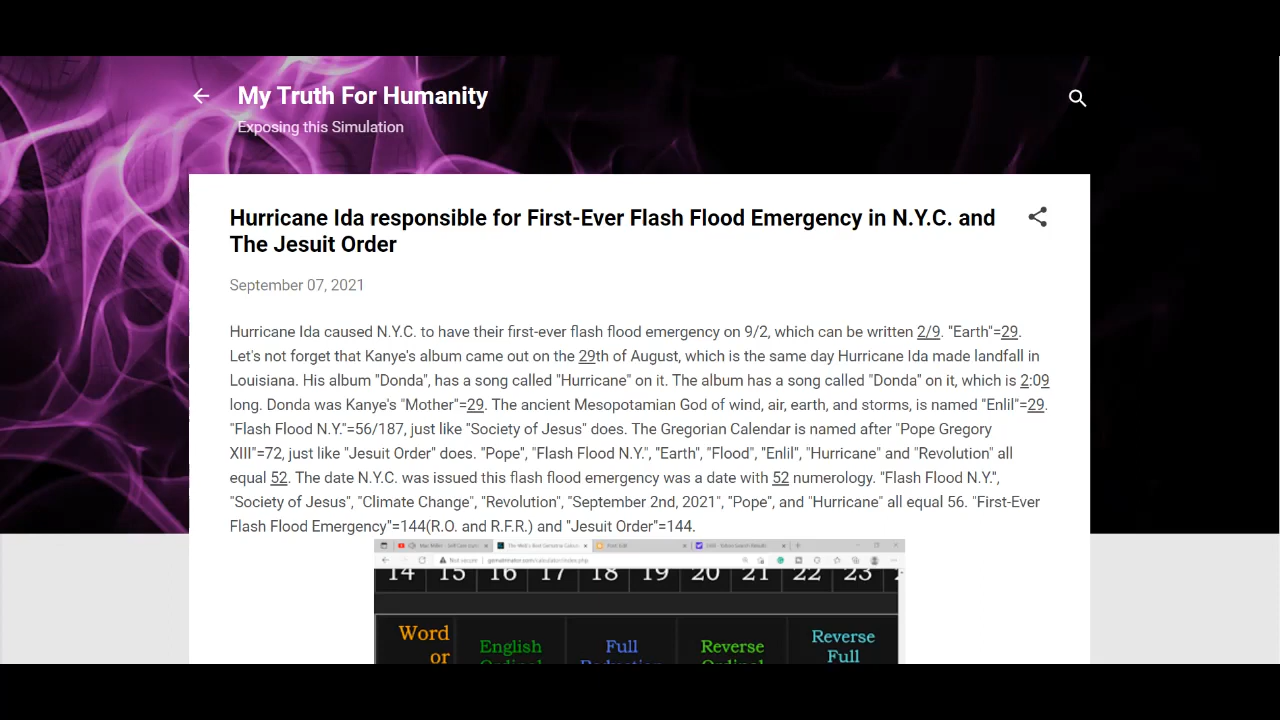 My Truth For Humanity
Exposing this Simulation
Hurricane Ida responsible for First-Ever Flash Flood Emergency in N.Y.C. and
The Jesuit Order
September 07, 2021
Hurricane Ida caused N.Y.C. to have their first-ever flash flood emergency on 9/2, which can be written 2/9. "Earth"=29.
Let's not forget that Kanye's album came out on the 29th of August, which is the same day Hurricane Ida made landfall in
Louisiana. His album "Donda", has a song called "Hurricane" on it. The album has a song called "Donda" on it, which is 2:09
long. Donda was Kanye's "Mother"=29. The ancient Mesopotamian God of wind, air, earth, and storms, is named "Enlil"=29.
"Flash Flood N.Y."=56/187, just like "Society of Jesus" does. The Gregorian Calendar is named after "Pope Gregory
XIII"=72, just like "Jesuit Order" does. "Pope", "Flash Flood N.Y.", "Earth", "Flood", "Enlil", "Hurricane" and "Revolution" all
equal 52. The date N.Y.C. was issued this flash flood emergency was a date with 52 numerology. "Flash Flood N.Y.",
"Society of Jesus", "Climate Change", "Revolution", "September 2nd, 2021", "Pope", and "Hurricane" all equal 56. "First-Ever
Flash Flood Emergency"=144(R.O. and R.F.R.) and "Jesuit Order"=144.
14 15 16 17 18 19 20 21 22 23
Word English Full Reverse Reverse
or Ordinal Reduction Ordinal Full